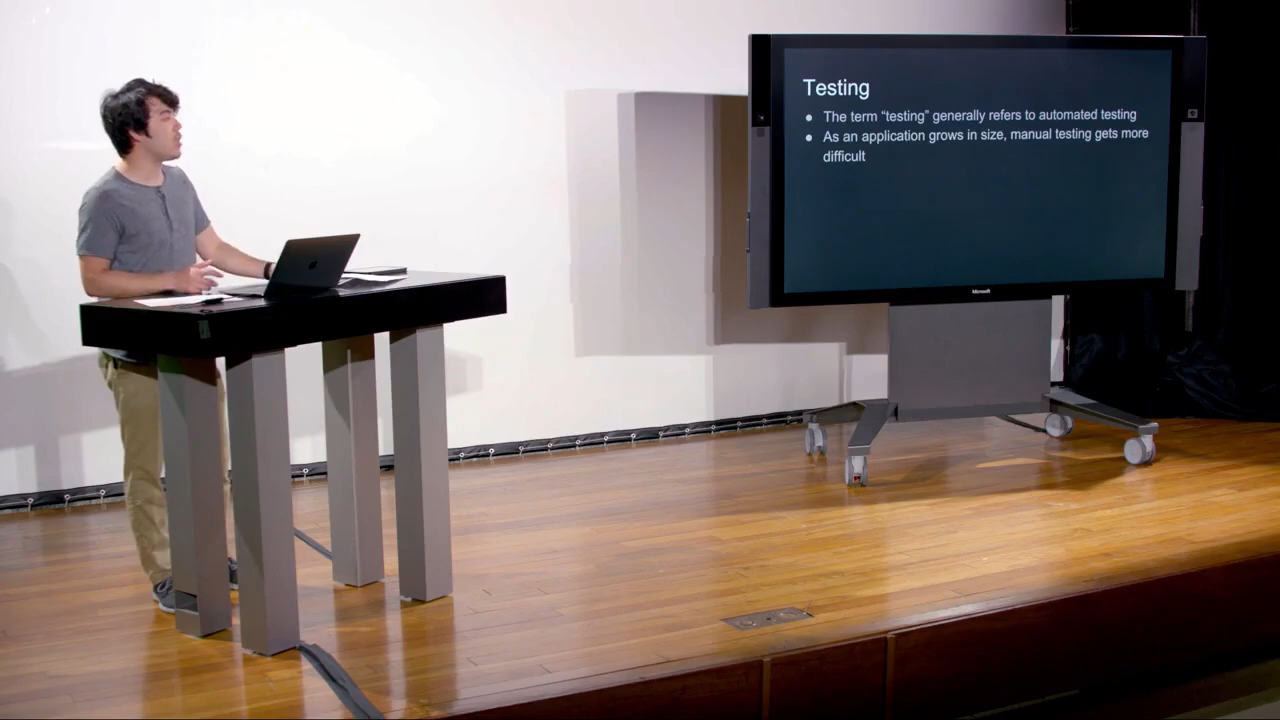 Testing
● The term “testing” generally refers to automated testing
● As an application grows in size, manual testing gets more
difficult
Microsoft